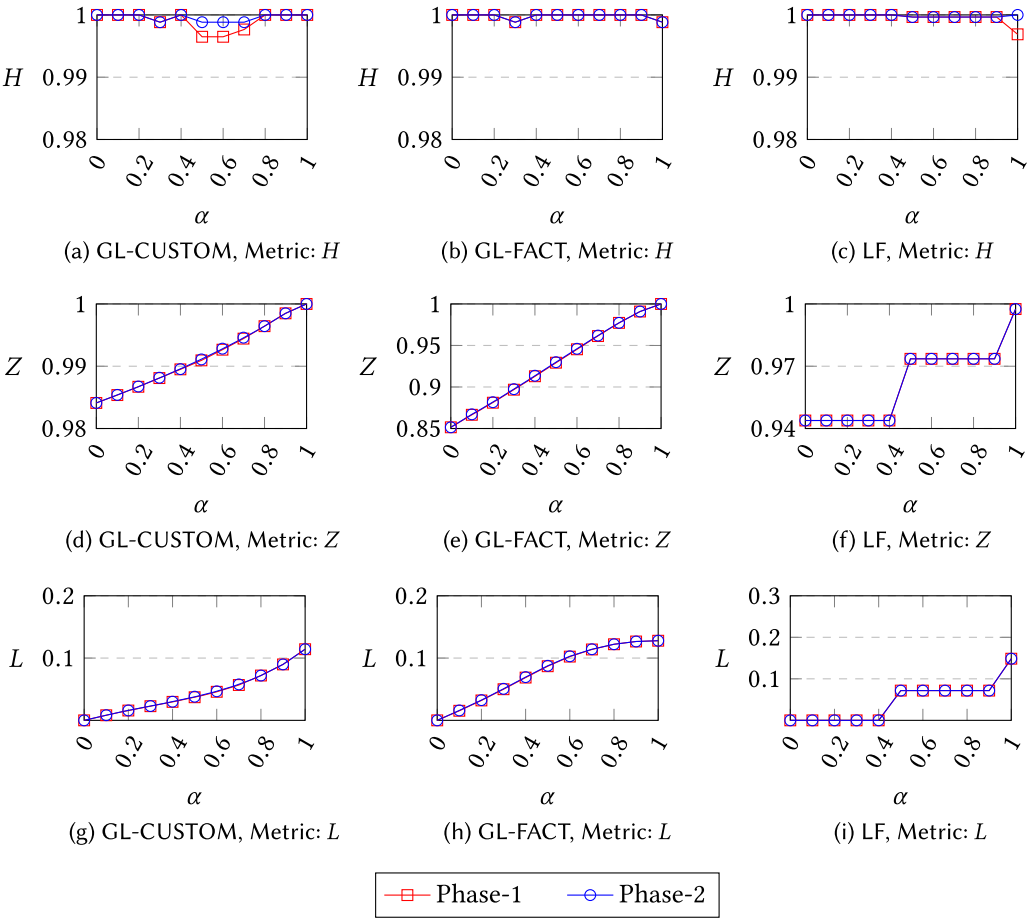 1
0.99
0.98
H
0 0.2 0.4 0.6 0.8 1
α
(a) GL-CUSTOM, Metric: H
1
0.99
0.98
H
0 0.2 0.4 0.6 0.8 1
α
(b) GL-FACT, Metric: H
1
0.99
0.98
H
0 0.2 0.4 0.6 0.8 1
α
(c) LF, Metric: H
1
0.99
0.98
Z
0 0.2 0.4 0.6 0.8 1
α
(d) GL-CUSTOM, Metric: Z
1
0.95
0.9
0.85
Z
0 0.2 0.4 0.6 0.8 1
α
(e) GL-FACT, Metric: Z
1
0.97
0.94
Z
0 0.2 0.4 0.6 0.8 1
α
(f) LF, Metric: Z
0.2
0.1
L
0 0.2 0.4 0.6 0.8 1
α
(g) GL-CUSTOM, Metric: L
0.2
0.1
L
0 0.2 0.4 0.6 0.8 1
α
(h) GL-FACT, Metric: L
0.3
0.2
0.1
L
0 0.2 0.4 0.6 0.8 1
α
(i) LF, Metric: L
Phase-1 Phase-2